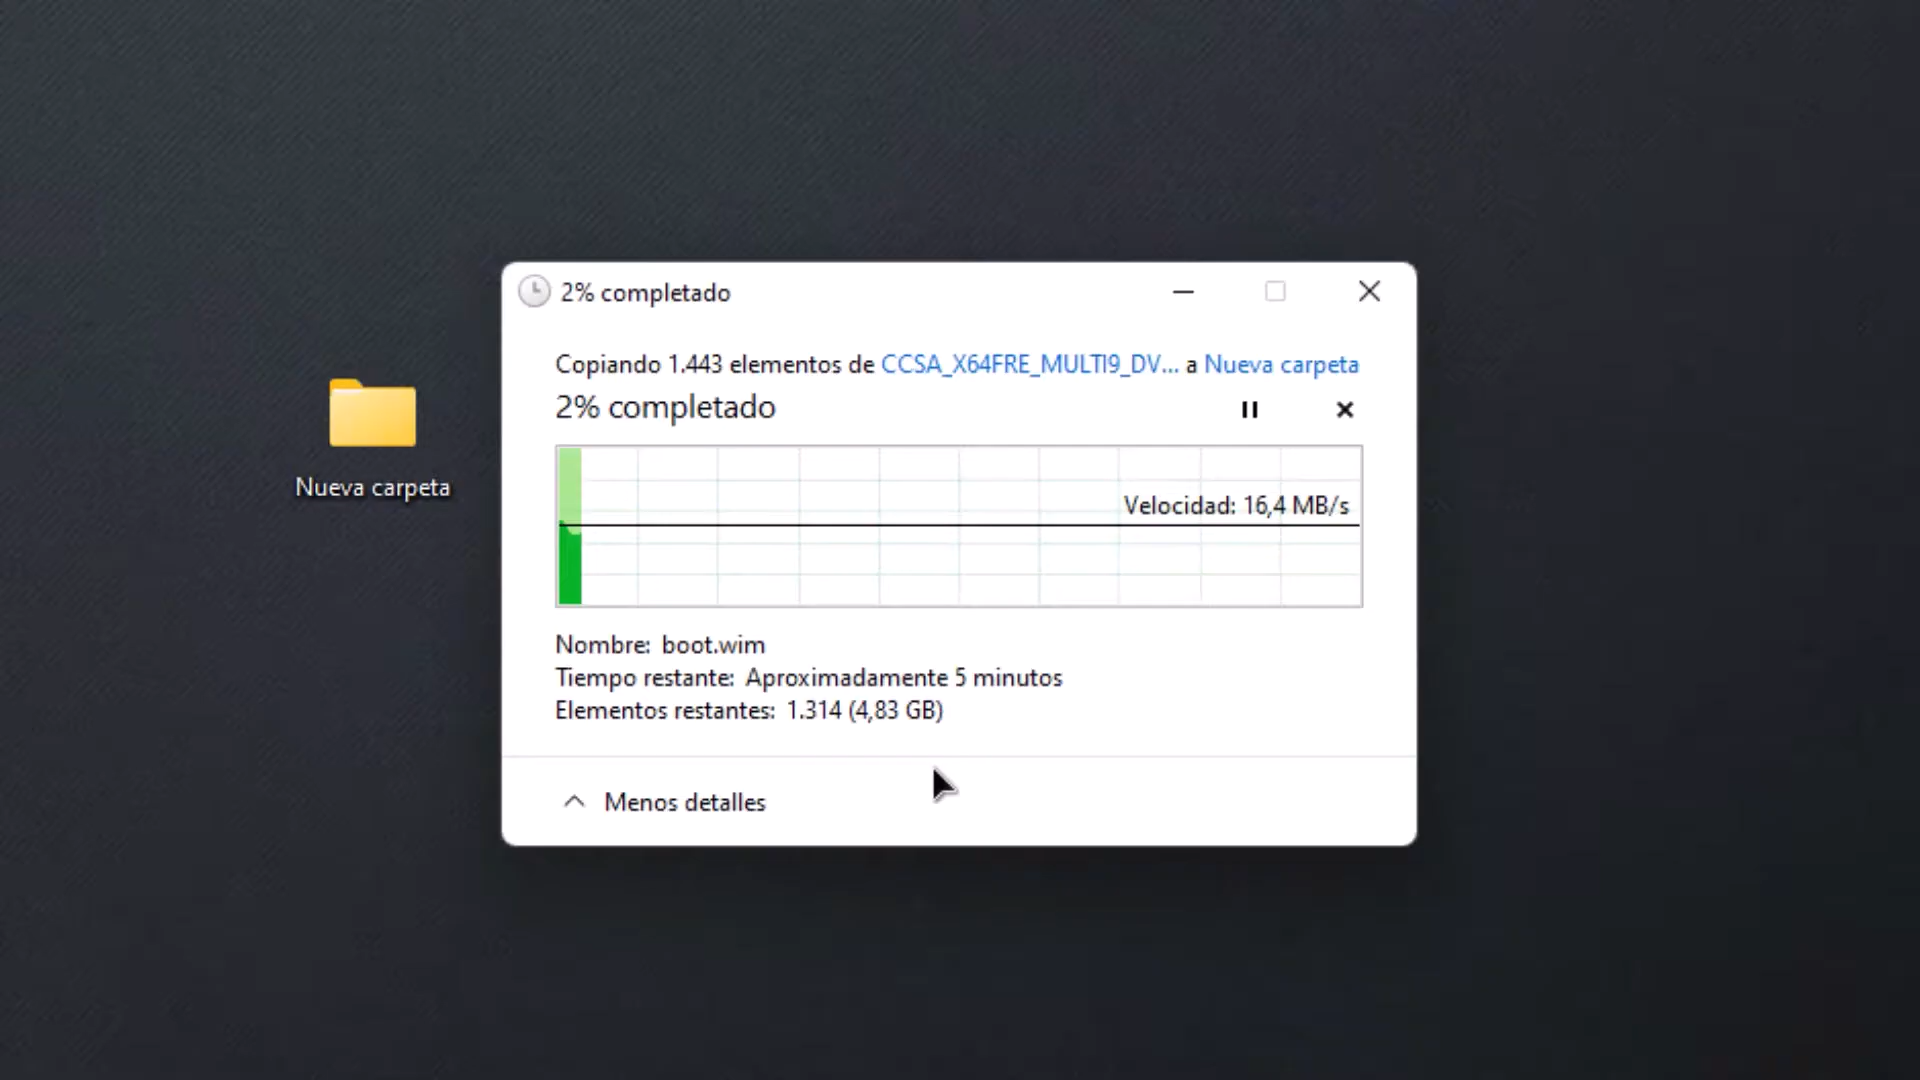 2% completado
Copiando 1.443 elementos de CCSA_X64FRE_MULTI9_DV... a Nueva carpeta
2% completado
Velocidad: 16,4 MB/s
Nueva carpeta
Nombre: boot.wim
Tiempo restante: Aproximadamente 5 minutos
Elementos restantes: 1.314 (4,83 GB)
Menos detalles